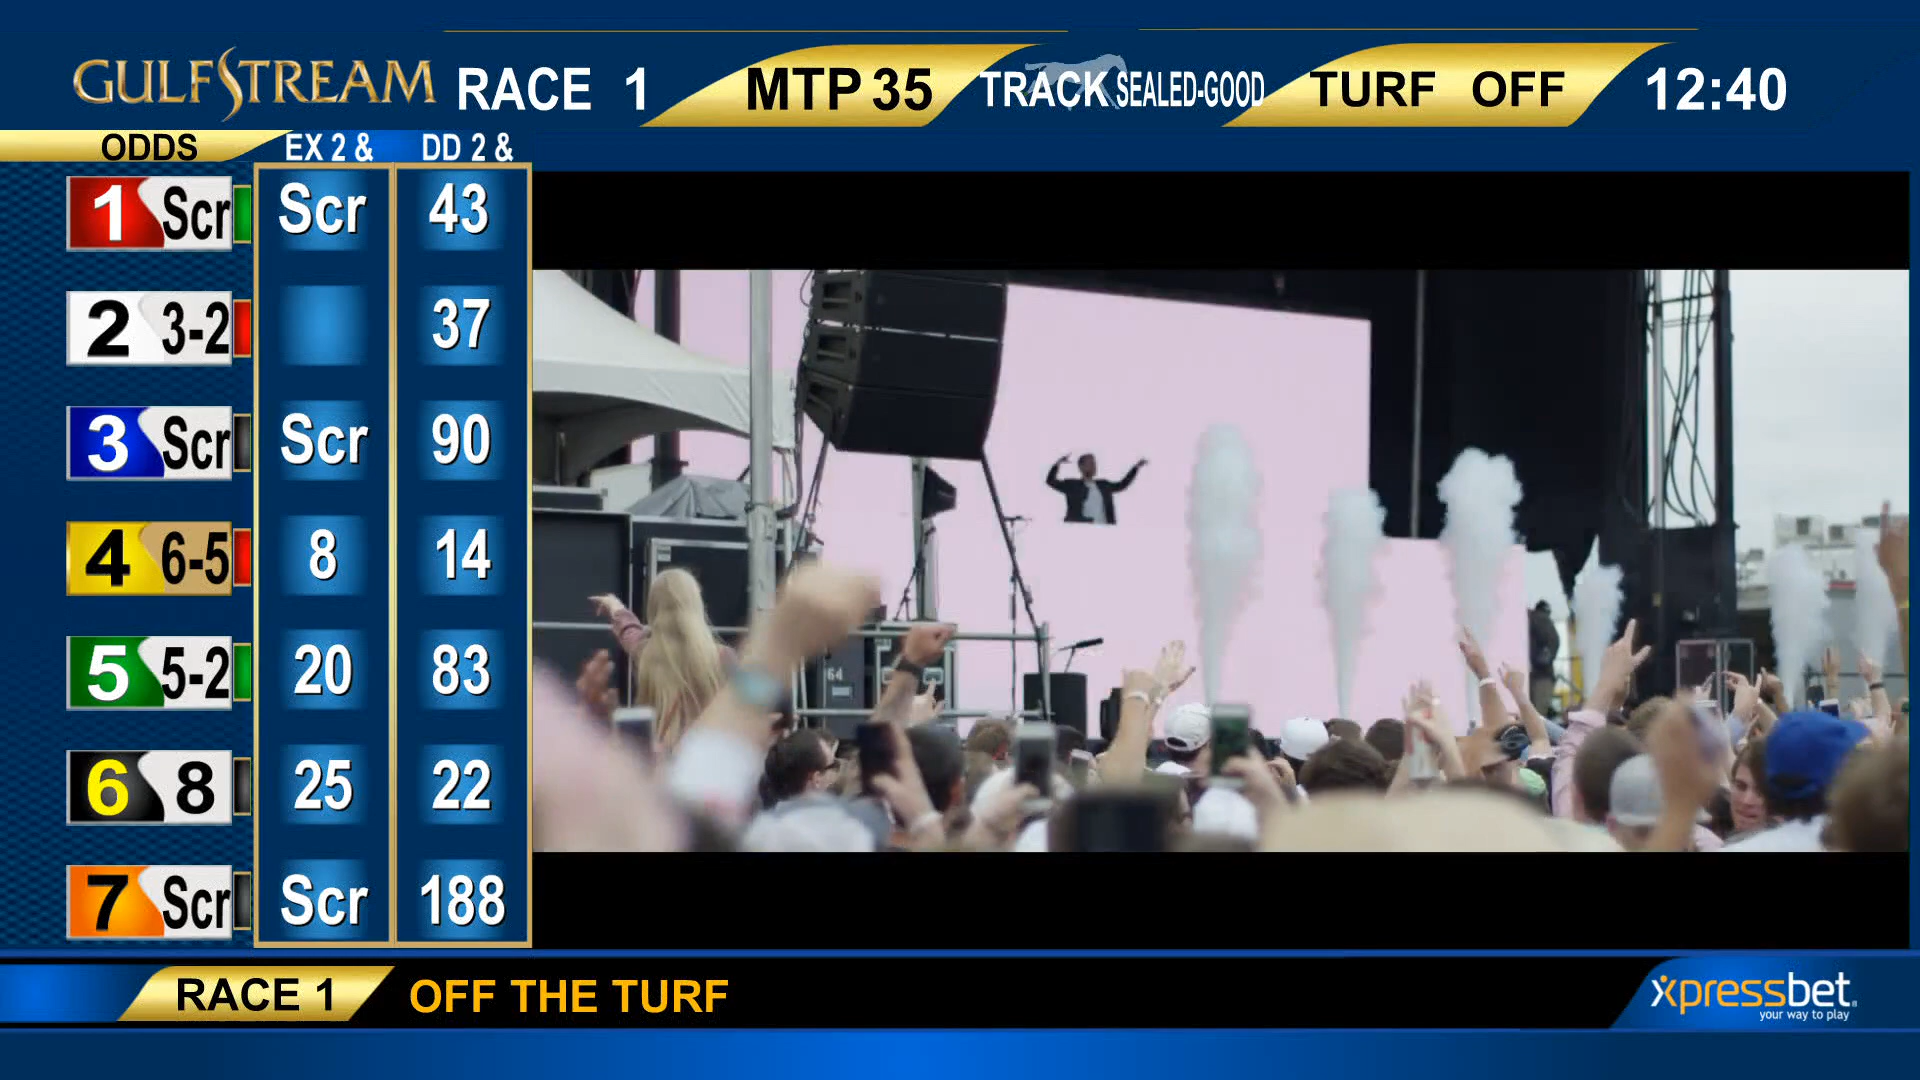 GULFSTREAM RACE 1 MTP 35 TRACK SEALED-GOOD TURF OFF 12:40
ODDS EX 2 & DD 2 &
1 Scr Scr 43
2 3-2 37
3 Scr Scr 90
4 6-5 8 14
5 5-2 20 83
6 8 25 22
7 Scr Scr 188
64
RACE 1 OFF THE TURF
xpressbet
your way to play